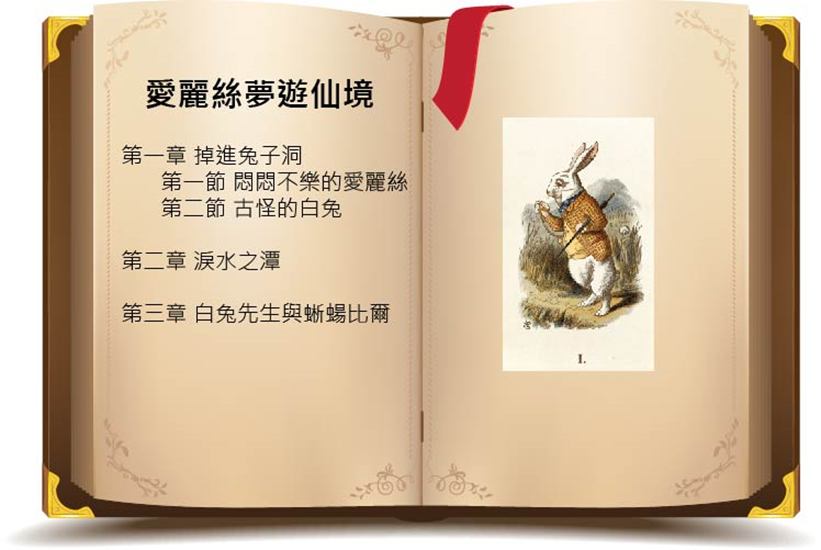 愛麗絲夢遊仙境
第一章 掉進兔子洞
第一節 悶悶不樂的愛麗絲
第二節 古怪的白兔
第二章 淚水之潭
第三章 白兔先生與蜥蜴比爾
I.